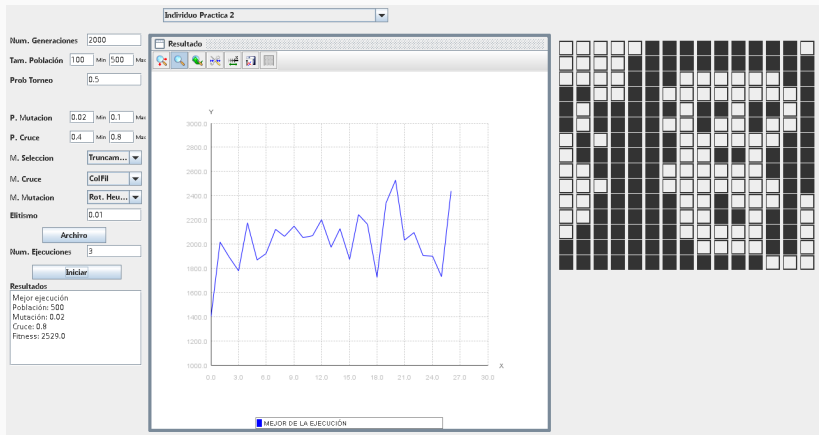 Individuo Practica 2
Num. Generaciones 2000
Tam. Población 100 Min 500 Max
Prob Torneo 0.5
P. Mutacion 0.02 Min 0.1 Max
P. Cruce 0.4 Min 0.8 Max
M. Seleccion Truncam...
M. Cruce ColFil
M. Mutacion Rot. Heu...
Elitismo 0.01
Archivo
Num. Ejecuciones 3
Iniciar
Resultados
Mejor ejecución
Población: 500
Mutación: 0.02
Cruce: 0.8
Fitness: 2529.0
Resultado
Y
3000.0
2800.0
2600.0
2400.0
2200.0
2000.0
1800.0
1600.0
1400.0
1200.0
1000.0
X
0.0 3.0 6.0 9.0 12.0 15.0 18.0 21.0 24.0 27.0 30.0
MEJOR DE LA EJECUCIÓN